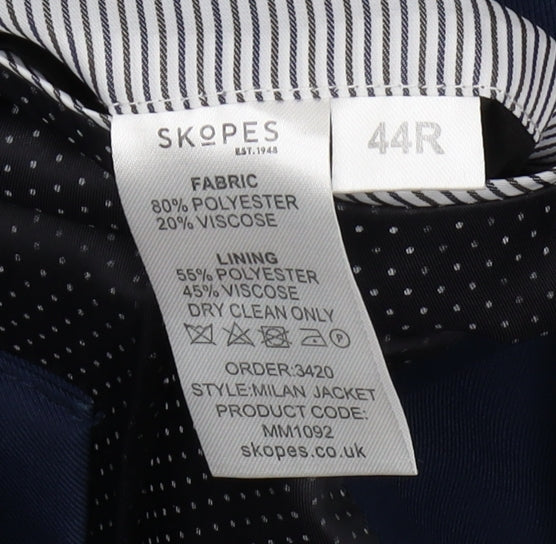 SKOPES
EST.1948
44R
FABRIC
80% POLYESTER
20% VISCOSE
LINING
55% POLYESTER
45% VISCOSE
DRY CLEAN ONLY
P
ORDER:3420
STYLE:MILAN JACKET
PRODUCT CODE:
MM1092
skopes.co.uk